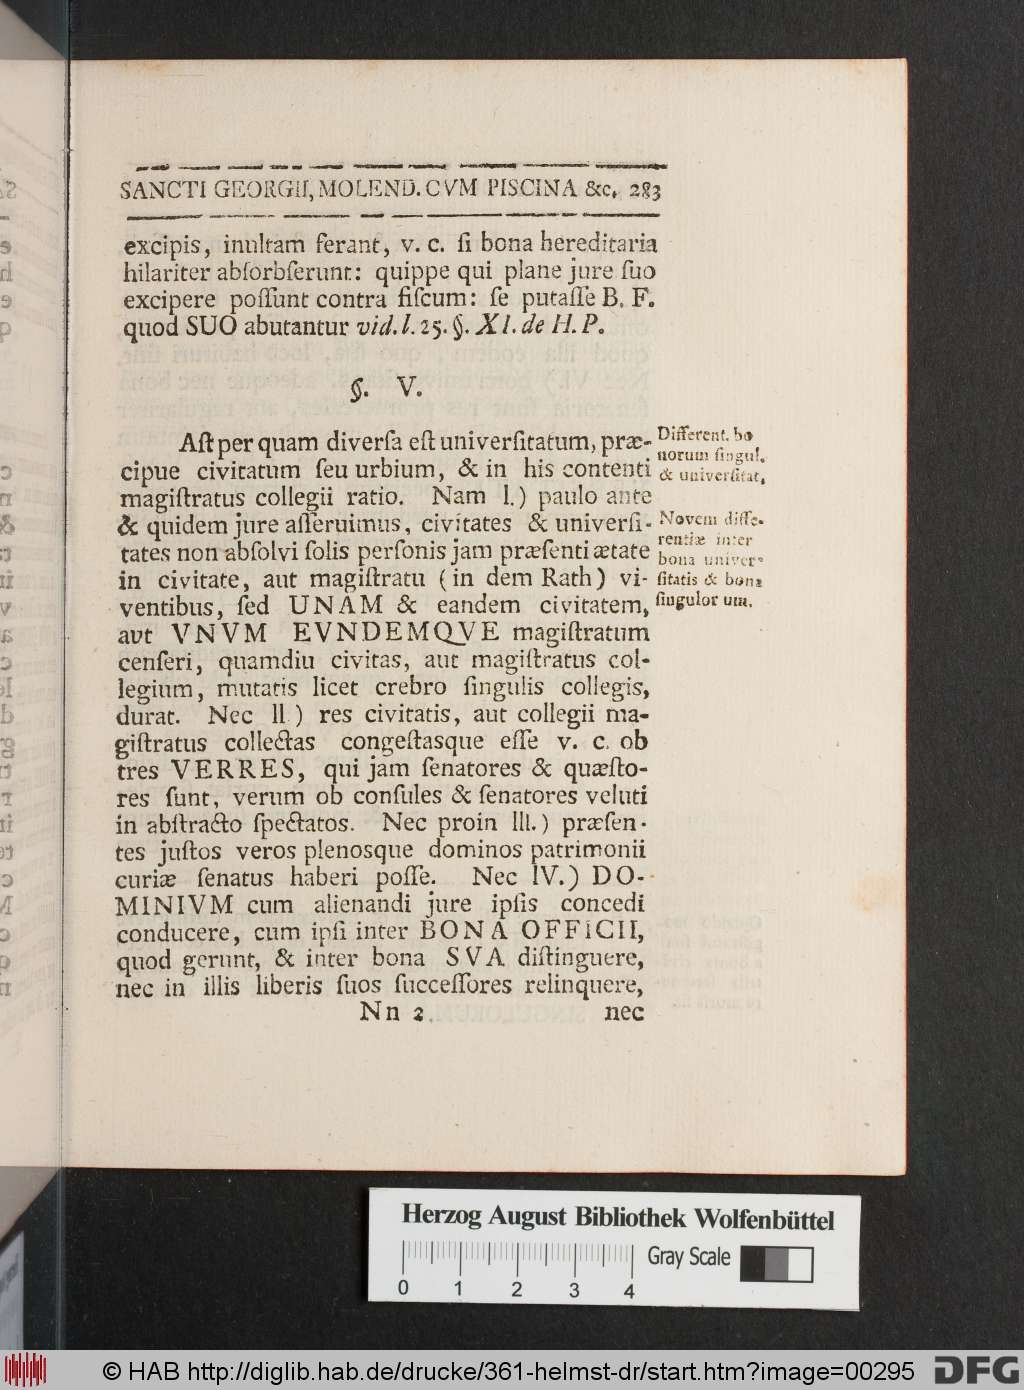 SANCTI GEORGII, MOLEND. CVM PISCINA &c. 283
excipis, inultam ferant, v. c. ſi bona hereditaria
hilariter abſorbſerunt: quippe qui plane jure ſuo
excipere poſſunt contra fiſcum: ſe putaſſe B. F.
quod SUO abutantur vid. l. 25. §. XI. de H. P.
§. V.
Aſt per quam diverſa eſt univerſitatum, præ-
cipue civitatum ſeu urbium, & in his contenti
magiſtratus collegii ratio. Nam I.) paulo ante
& quidem jure aſſeruimus, civitates & univerſi-
tates non abſolvi ſolis perſonis jam præſenti ætate
in civitate, aut magiſtratu (in dem Rath) vi-
ventibus, ſed UNAM & eandem civitatem,
avt VNVM EVNDEMQVE magiſtratum
cenſeri, quamdiu civitas, aut magiſtratus col-
legium, mutatis licet crebro ſingulis collegis,
durat. Nec II.) res civitatis, aut collegii ma-
giſtratus collectas congeſtasque eſſe v. c. ob
tres VERRES, qui jam ſenatores & quæſto-
res ſunt, verum ob conſules & ſenatores veluti
in abſtracto ſpectatos. Nec proin III.) præſen-
tes juſtos veros plenosque dominos patrimonii
curiæ ſenatus haberi poſſe. Nec IV.) DO-
MINIVM cum alienandi jure ipſis concedi
conducere, cum ipſi inter BONA OFFICII,
quod gerunt, & inter bona SVA diſtinguere,
nec in illis liberis ſuos ſucceſſores relinquere,
Nn 2 nec
Different. bo
norum ſingul.
& univerſitat,
Novem diffe-
rentiæ inter
bona univer-
ſitatis & bona
ſingulor um.
Herzog August Bibliothek Wolfenbüttel
Gray Scale
0 1 2 3 4
© HAB http://diglib.hab.de/drucke/361-helmst-dr/start.htm?image=00295
DFG